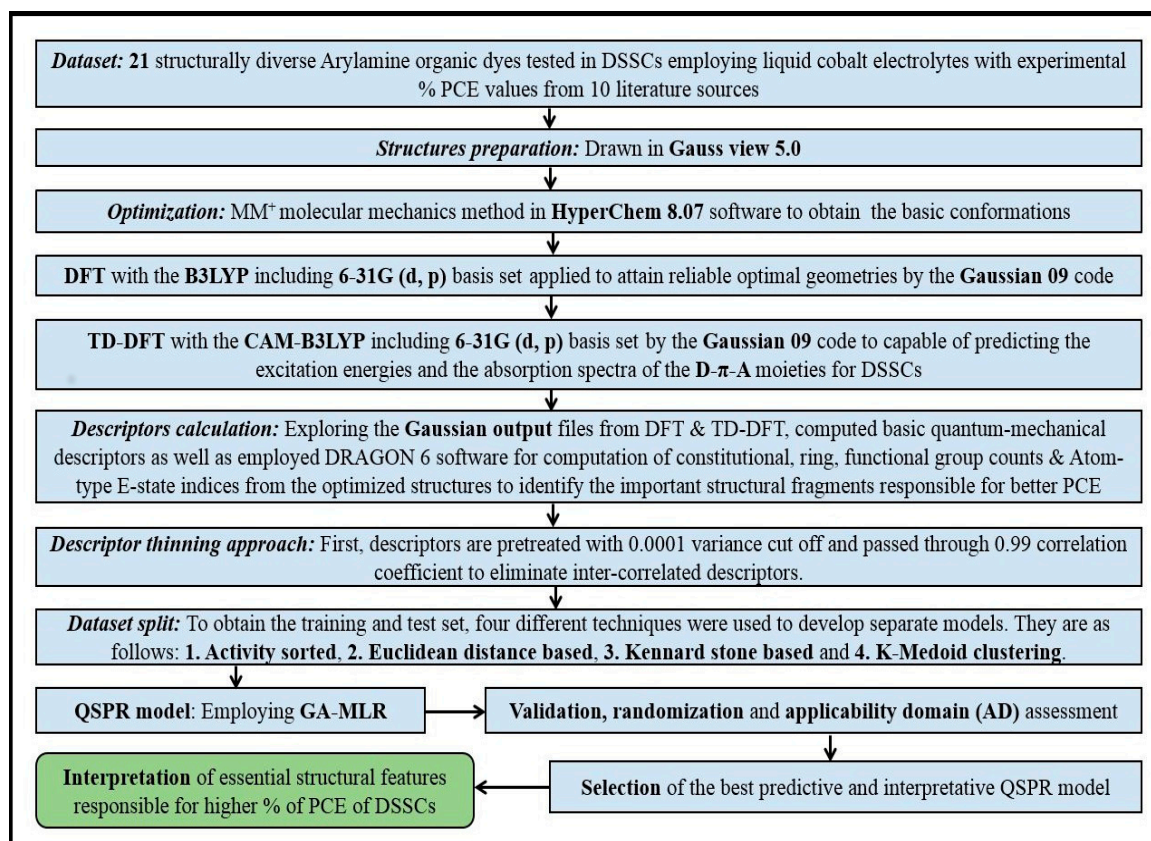 Dataset: 21 structurally diverse Arylamine organic dyes tested in DSSCs employing liquid cobalt electrolytes with experimental
% PCE values from 10 literature sources
Structures preparation: Drawn in Gauss view 5.0
Optimization: MM⁺ molecular mechanics method in HyperChem 8.07 software to obtain the basic conformations
DFT with the B3LYP including 6-31G (d, p) basis set applied to attain reliable optimal geometries by the Gaussian 09 code
TD-DFT with the CAM-B3LYP including 6-31G (d, p) basis set by the Gaussian 09 code to capable of predicting the
excitation energies and the absorption spectra of the D-π-A moieties for DSSCs
Descriptors calculation: Exploring the Gaussian output files from DFT & TD-DFT, computed basic quantum-mechanical
descriptors as well as employed DRAGON 6 software for computation of constitutional, ring, functional group counts & Atom-
type E-state indices from the optimized structures to identify the important structural fragments responsible for better PCE
Descriptor thinning approach: First, descriptors are pretreated with 0.0001 variance cut off and passed through 0.99 correlation
coefficient to eliminate inter-correlated descriptors.
Dataset split: To obtain the training and test set, four different techniques were used to develop separate models. They are as
follows: 1. Activity sorted, 2. Euclidean distance based, 3. Kennard stone based and 4. K-Medoid clustering.
QSPR model: Employing GA-MLR
Validation, randomization and applicability domain (AD) assessment
Selection of the best predictive and interpretative QSPR model
Interpretation of essential structural features
responsible for higher % of PCE of DSSCs